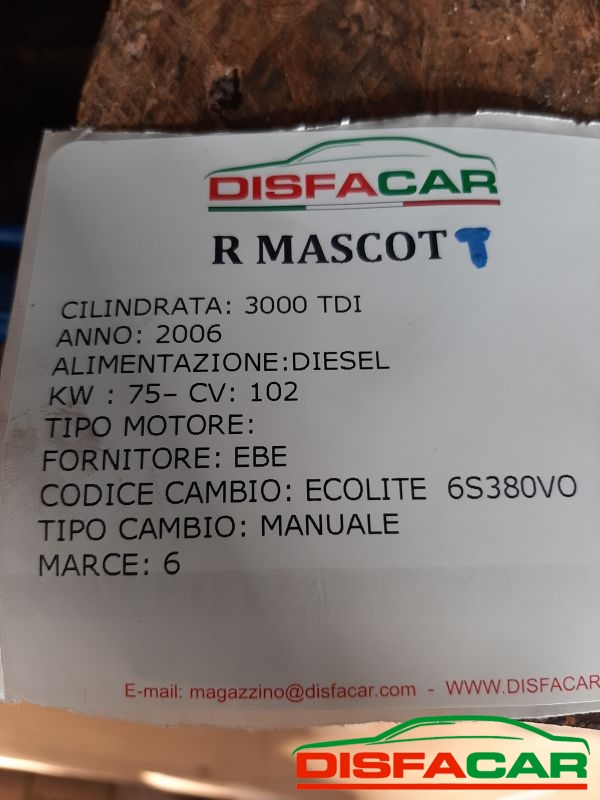 DISFACAR
R MASCOT T
CILINDRATA: 3000 TDI
ANNO: 2006
ALIMENTAZIONE:DIESEL
KW : 75– CV: 102
TIPO MOTORE:
FORNITORE: EBE
CODICE CAMBIO: ECOLITE 6S380VO
TIPO CAMBIO: MANUALE
MARCE: 6
E-mail: magazzino@disfacar.com - WWW.DISFACAR
DISFACAR